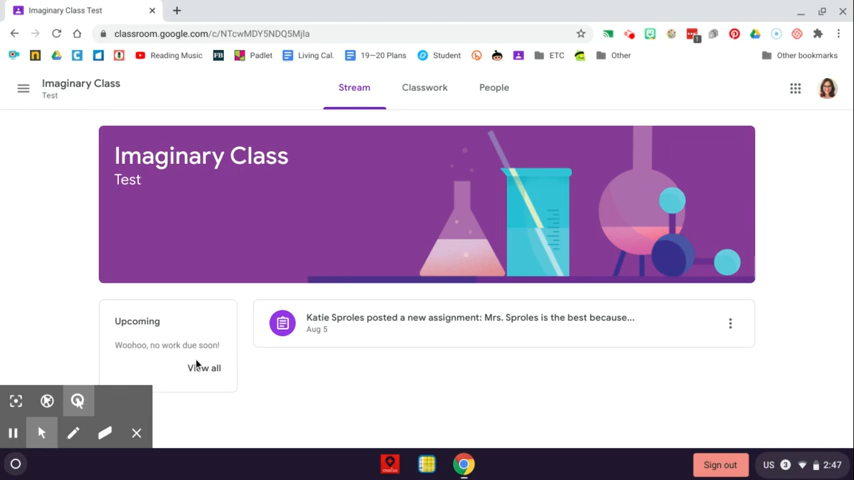 Imaginary Class Test
classroom.google.com/c/NTcwMDY5NDQ5Mjla
Reading Music
Padlet
Living Cal.
19—20 Plans
Student
ETC
Other
Other bookmarks
Imaginary Class
Test
Stream
Classwork
People
Imaginary Class
Test
Upcoming
Woohoo, no work due soon!
View all
Katie Sproles posted a new assignment: Mrs. Sproles is the best because...
Aug 5
Sign out
US
3
2:47